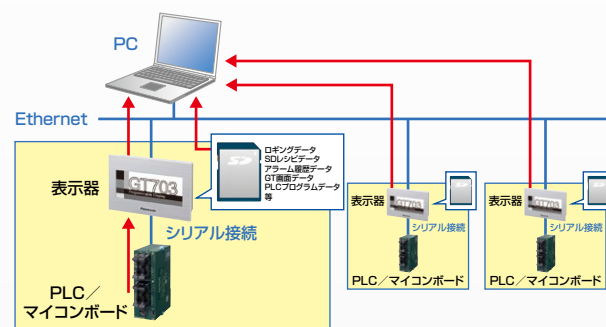 PC
Ethernet
表示器
GT703
Panasonic
SD
ロギングデータ
SDレシピデータ
アラーム履歴データ
GT画面データ
PLCプログラムデータ
等
シリアル接続
PLC／
マイコンボード
表示器
GT703
シリアル接続
PLC／マイコンボード
表示器
GT703
シリアル接続
PLC／マイコンボード